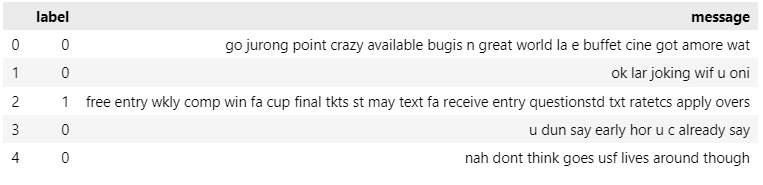 label message
0 0 go jurong point crazy available bugis n great world la e buffet cine got amore wat
1 0 ok lar joking wif u oni
2 1 free entry wkly comp win fa cup final tkts st may text fa receive entry questionstd txt ratetcs apply overs
3 0 u dun say early hor u c already say
4 0 nah dont think goes usf lives around though